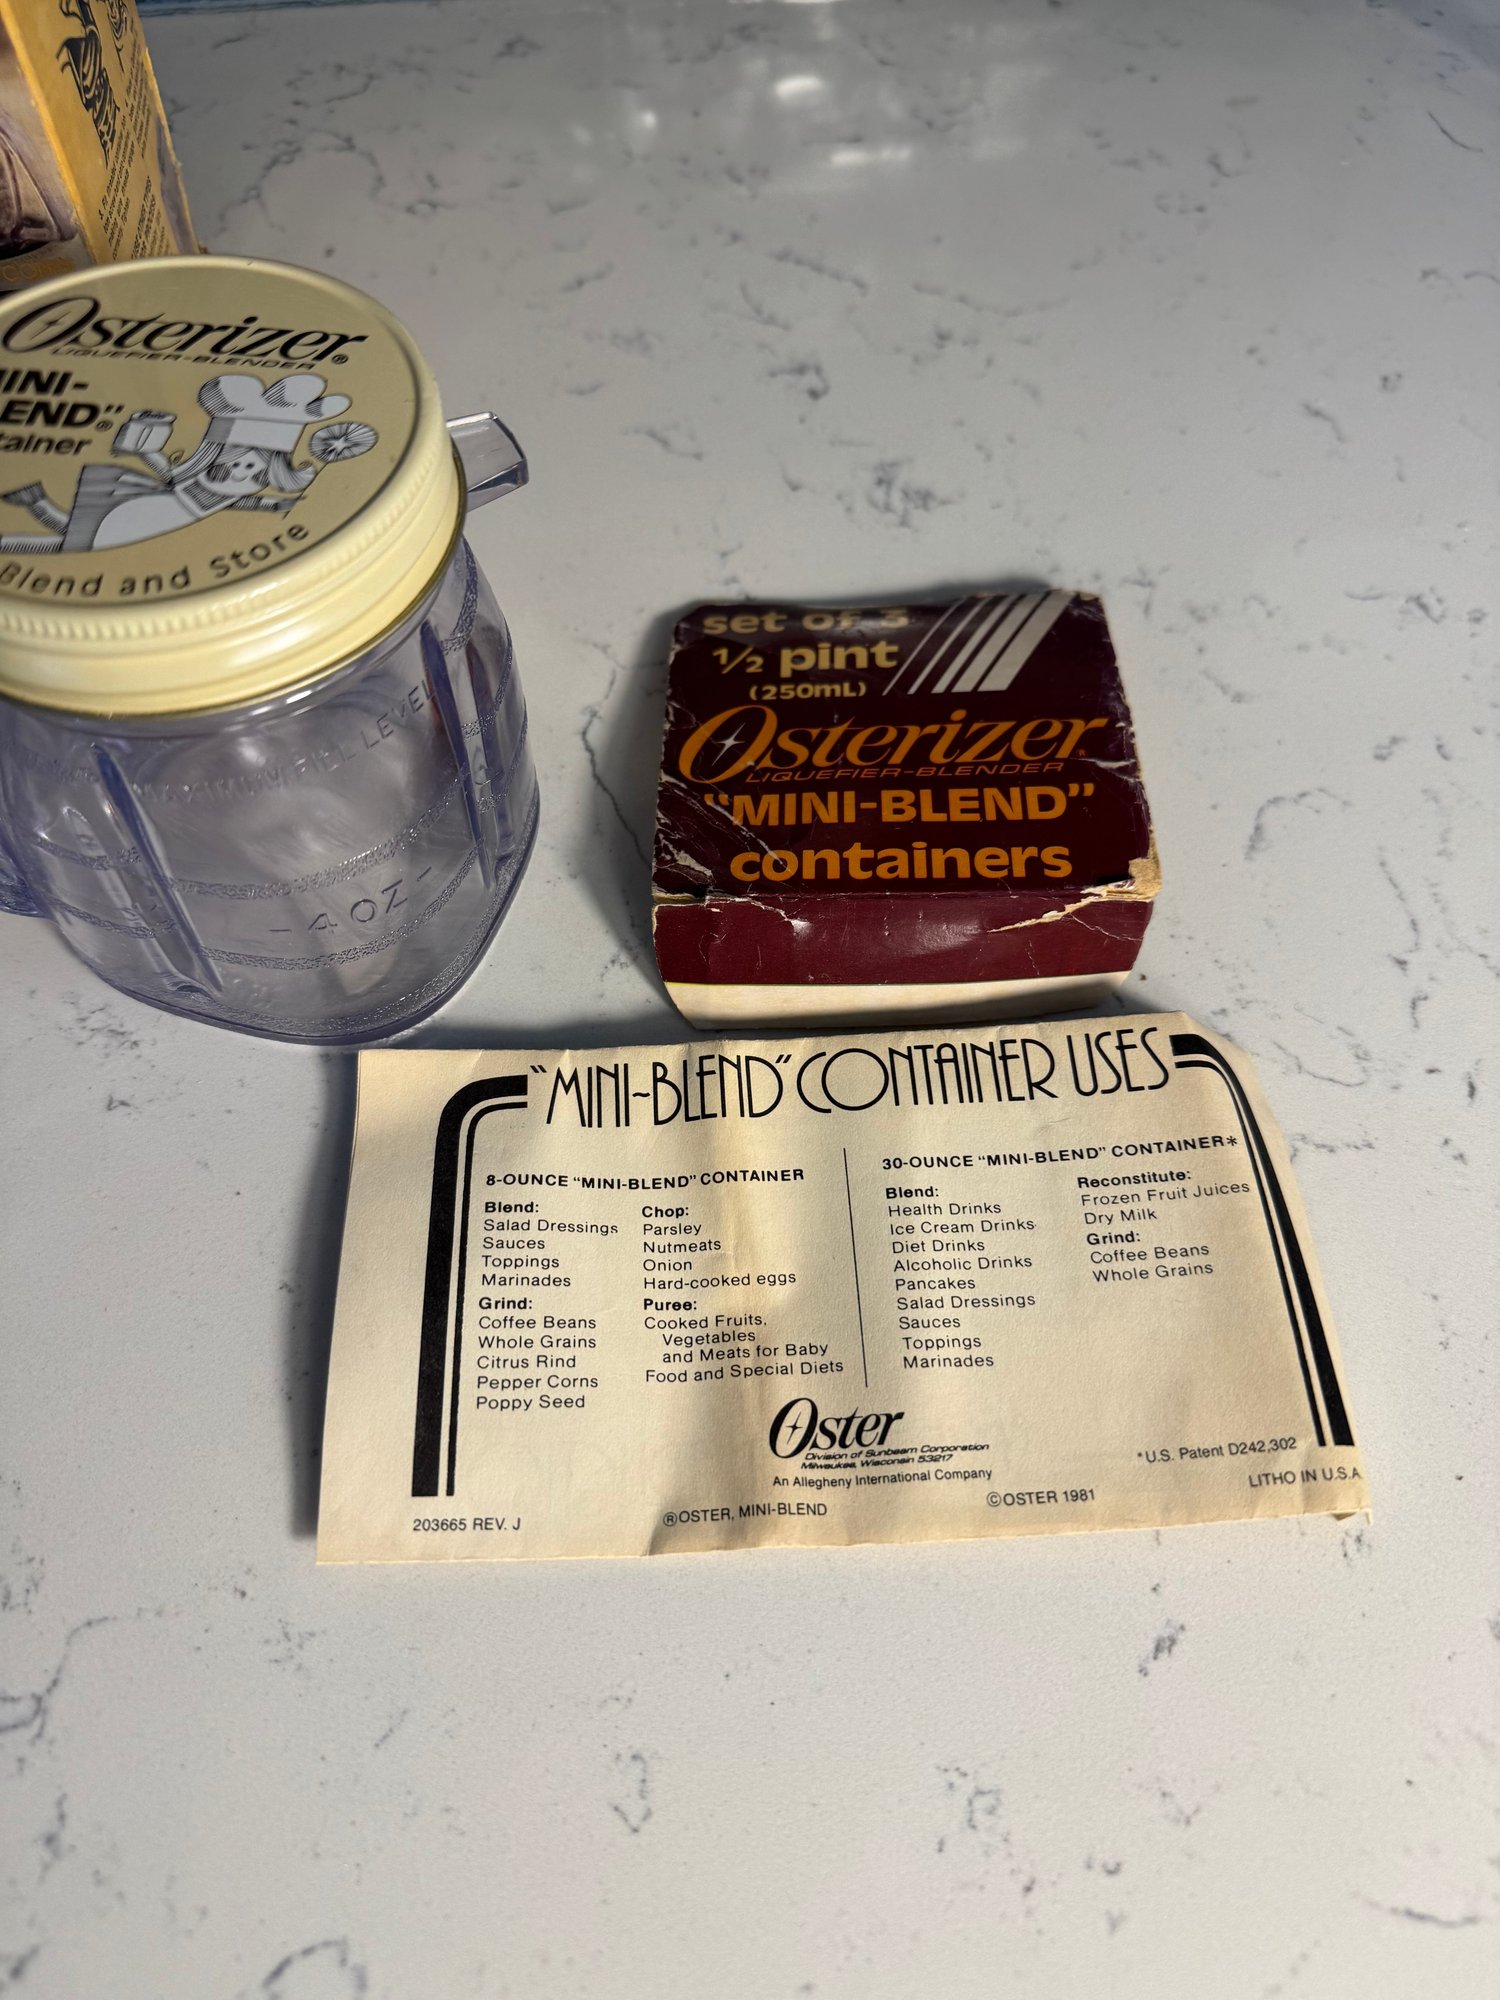 Osterizer®
LIQUEFIER-BLENDER
MINI-
BLEND"®
container
Blend and Store
MAXIMUM FILL LEVEL
- 4 OZ -
set of 3
1/2 pint
(250mL)
Osterizer®
LIQUEFIER-BLENDER
"MINI-BLEND"
containers
"MINI-BLEND" CONTAINER USES
8-OUNCE "MINI-BLEND" CONTAINER
Blend:
Salad Dressings
Sauces
Toppings
Marinades
Grind:
Coffee Beans
Whole Grains
Citrus Rind
Pepper Corns
Poppy Seed
Chop:
Parsley
Nutmeats
Onion
Hard-cooked eggs
Puree:
Cooked Fruits,
Vegetables
and Meats for Baby
Food and Special Diets
30-OUNCE "MINI-BLEND" CONTAINER*
Blend:
Health Drinks
Ice Cream Drinks
Diet Drinks
Alcoholic Drinks
Pancakes
Salad Dressings
Sauces
Toppings
Marinades
Reconstitute:
Frozen Fruit Juices
Dry Milk
Grind:
Coffee Beans
Whole Grains
Oster
Division of Sunbeam Corporation
Milwaukee, Wisconsin 53217
An Allegheny International Company
*U.S. Patent D242,302
LITHO IN U.S.A
203665 REV. J
®OSTER, MINI-BLEND
©OSTER 1981